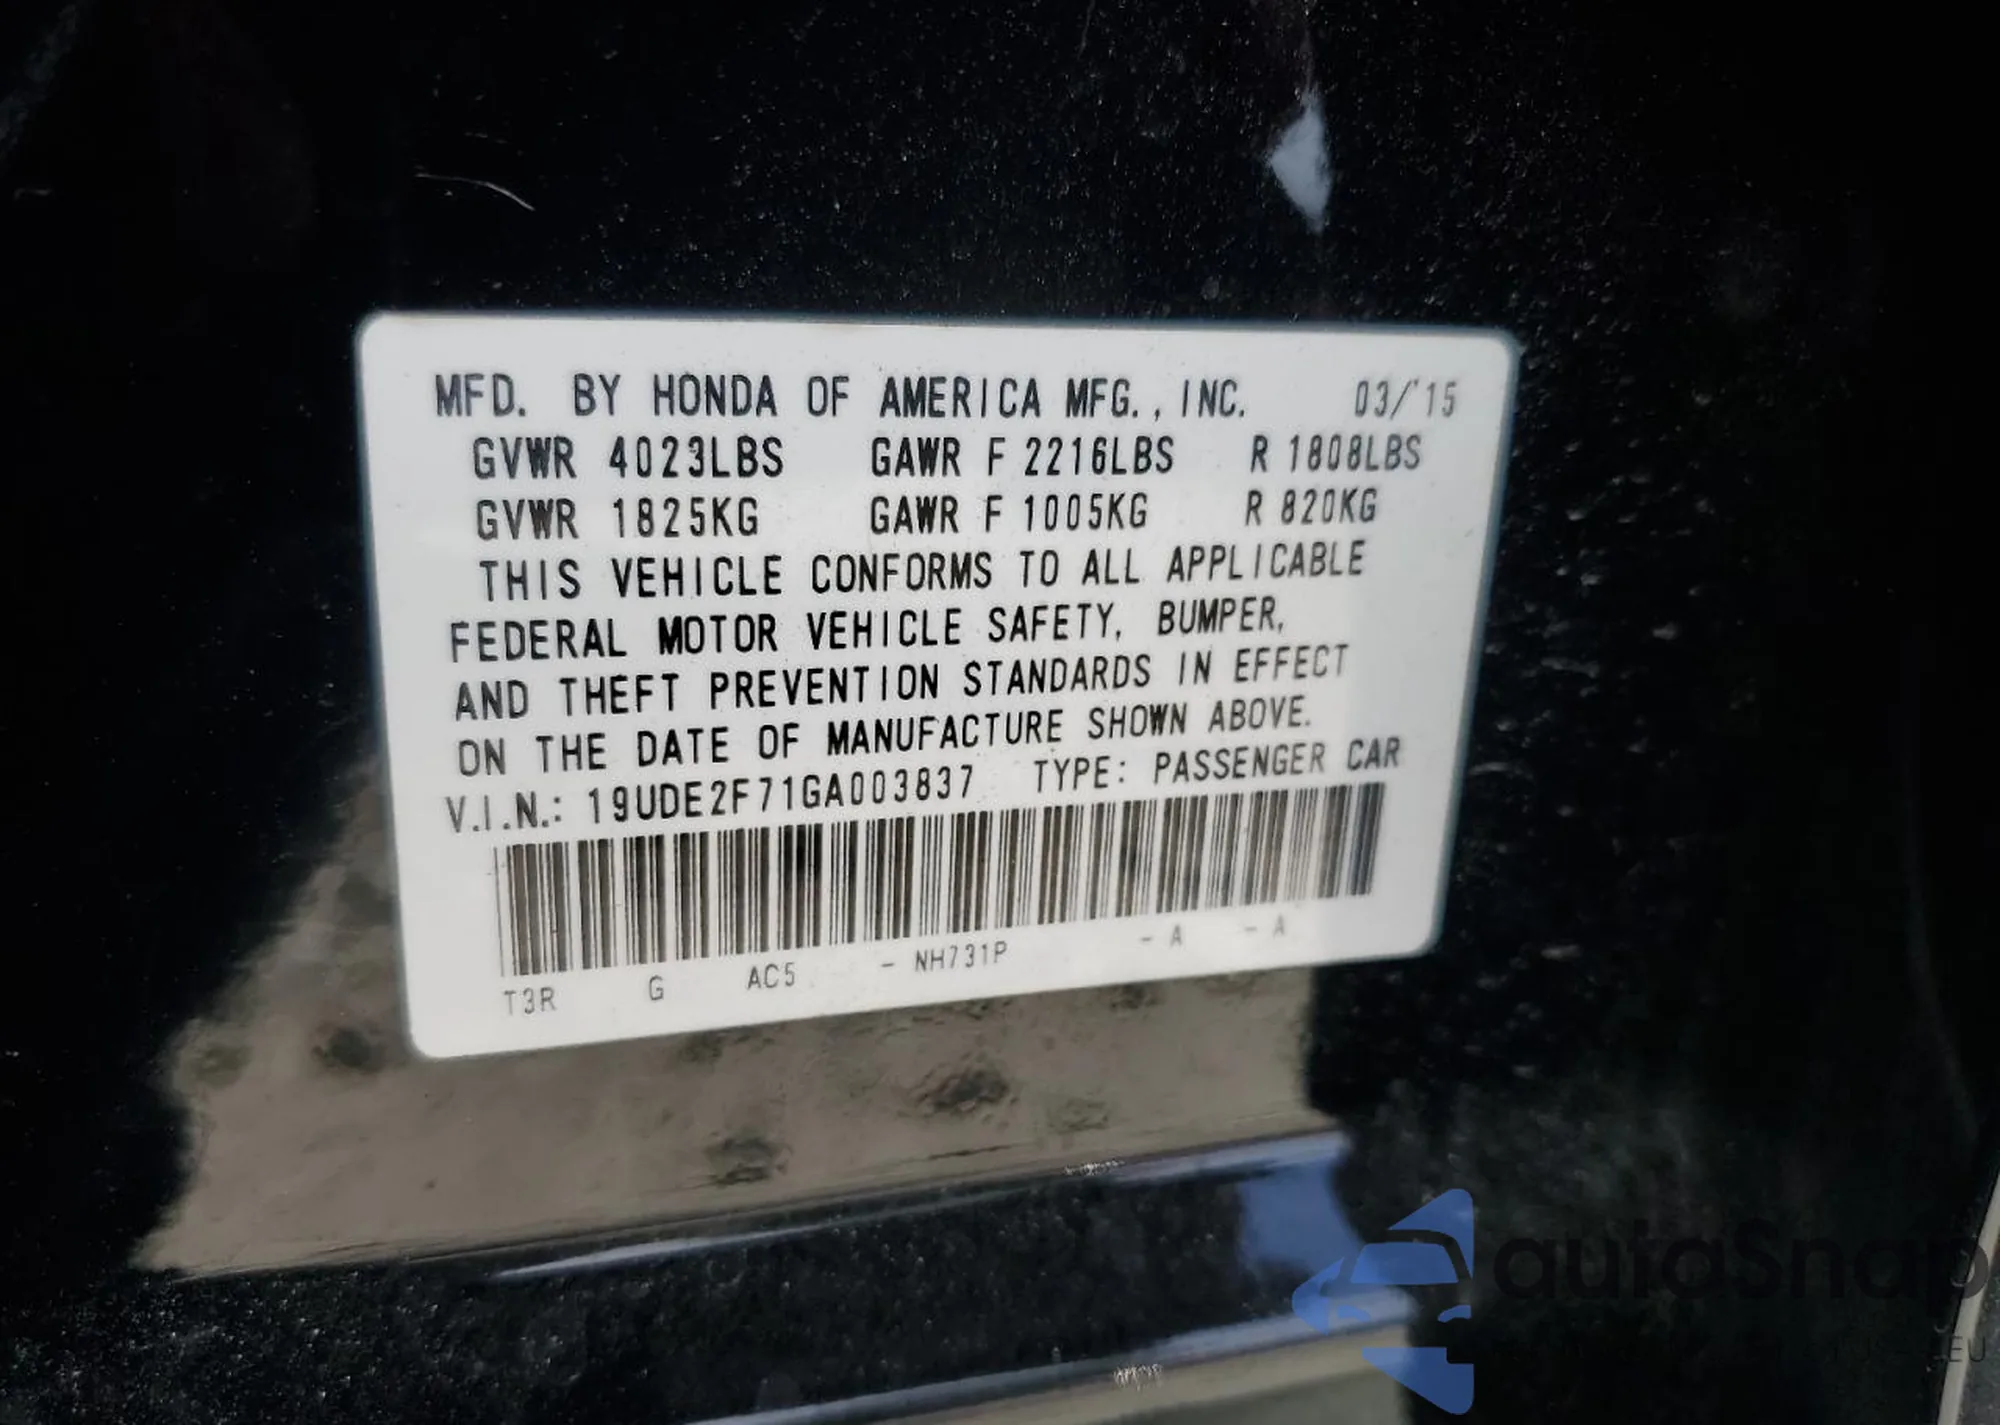 MFD. BY HONDA OF AMERICA MFG., INC. 03/'15
GVWR 4023LBS GAWR F 2216LBS R 1808LBS
GVWR 1825KG GAWR F 1005KG R 820KG
THIS VEHICLE CONFORMS TO ALL APPLICABLE
FEDERAL MOTOR VEHICLE SAFETY, BUMPER,
AND THEFT PREVENTION STANDARDS IN EFFECT
ON THE DATE OF MANUFACTURE SHOWN ABOVE.
V.I.N.: 19UDE2F71GA003837 TYPE: PASSENGER CAR
T3R G AC5 - NH731P - A - A
autoSnap